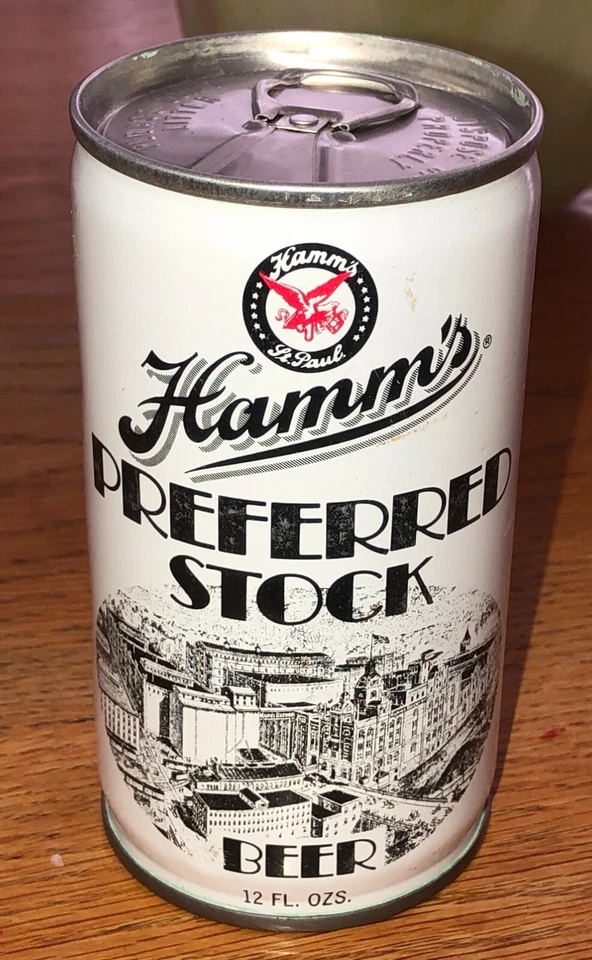 Hamm's
St. Paul
Hamm's®
PREFERRED
STOCK
BEER
12 FL. OZS.